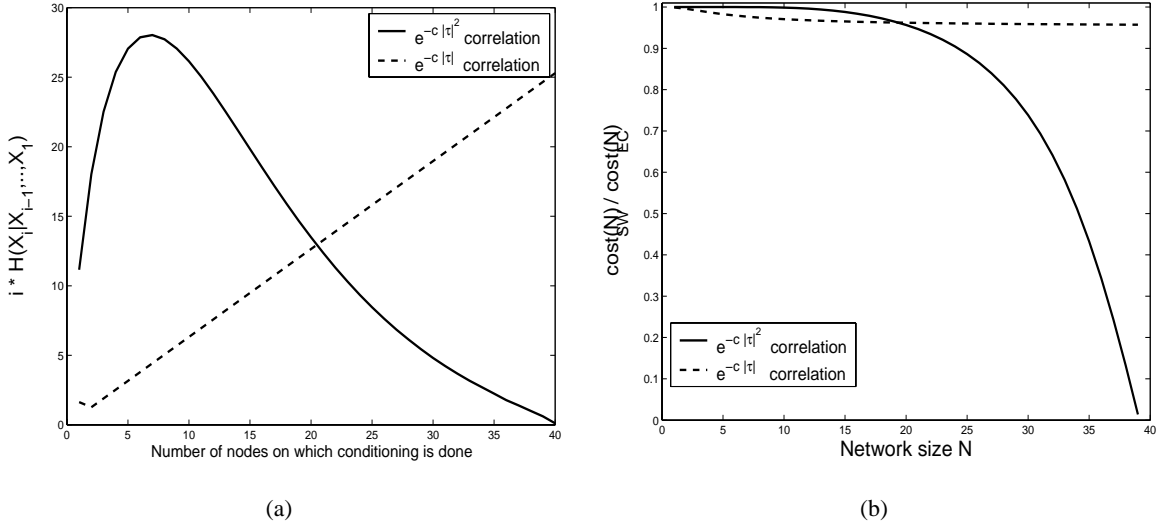 30
25
20
15
10
5
0
i * H(X_i|X_{i−1},...,X_1)
e^{−c |τ|^2} correlation
e^{−c |τ|} correlation
0 5 10 15 20 25 30 35 40
Number of nodes on which conditioning is done
(a)
1
0.9
0.8
0.7
0.6
0.5
0.4
0.3
0.2
0.1
0
cost(N)_SW / cost(N)_EC
e^{−c |τ|^2} correlation
e^{−c |τ|} correlation
0 5 10 15 20 25 30 35 40
Network size N
(b)